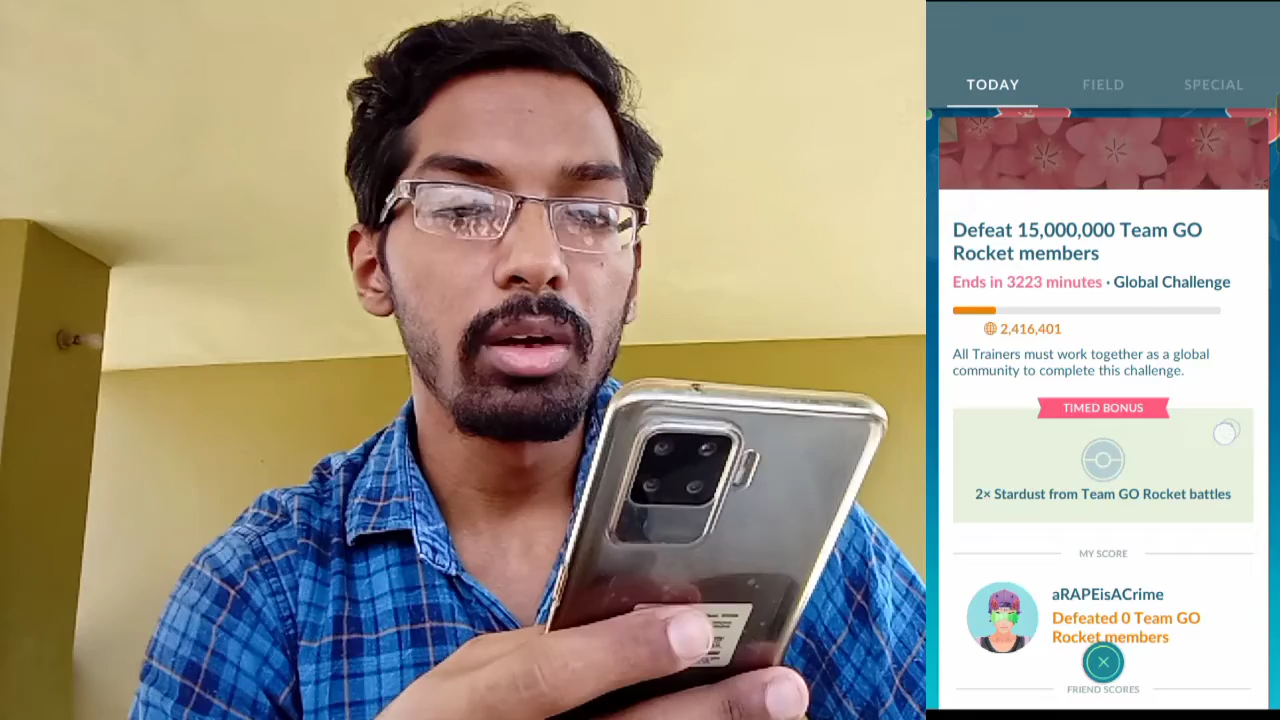 TODAY
FIELD
SPECIAL
Defeat 15,000,000 Team GO
Rocket members
Ends in 3223 minutes · Global Challenge
2,416,401
All Trainers must work together as a global
community to complete this challenge.
TIMED BONUS
2× Stardust from Team GO Rocket battles
MY SCORE
aRAPEisACrime
Defeated 0 Team GO
Rocket members
FRIEND SCORES